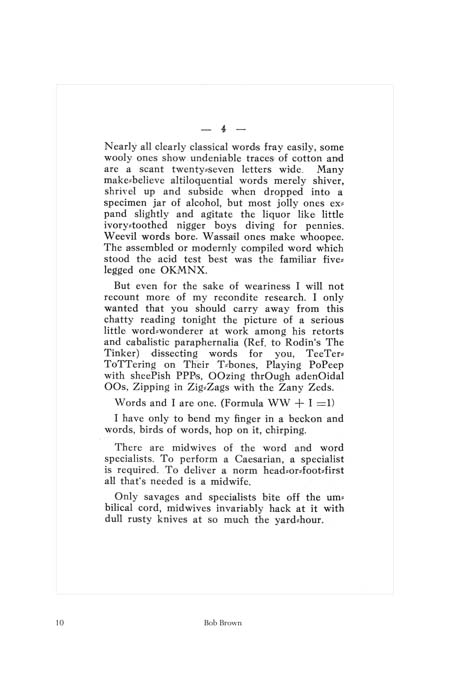 — 4 —
Nearly all clearly classical words fray easily, some
wooly ones show undeniable traces of cotton and
are a scant twenty-seven letters wide. Many
make-believe altiloquential words merely shiver,
shrivel up and subside when dropped into a
specimen jar of alcohol, but most jolly ones ex-
pand slightly and agitate the liquor like little
ivory-toothed nigger boys diving for pennies.
Weevil words bore. Wassail ones make whoopee.
The assembled or modernly compiled word which
stood the acid test best was the familiar five-
legged one OKMNX.
But even for the sake of weariness I will not
recount more of my recondite research. I only
wanted that you should carry away from this
chatty reading tonight the picture of a serious
little word-wonderer at work among his retorts
and cabalistic paraphernalia (Ref. to Rodin's The
Tinker) dissecting words for you, TeeTer-
ToTTering on Their T-bones, Playing PoPeep
with sheePish PPPs, OOzing thrOugh adenOidal
OOs, Zipping in Zig-Zags with the Zany Zeds.
Words and I are one. (Formula WW + I =1)
I have only to bend my finger in a beckon and
words, birds of words, hop on it, chirping.
There are midwives of the word and word
specialists. To perform a Caesarian, a specialist
is required. To deliver a norm head-or-foot-first
all that's needed is a midwife.
Only savages and specialists bite off the um-
bilical cord, midwives invariably hack at it with
dull rusty knives at so much the yard-hour.
10 Bob Brown